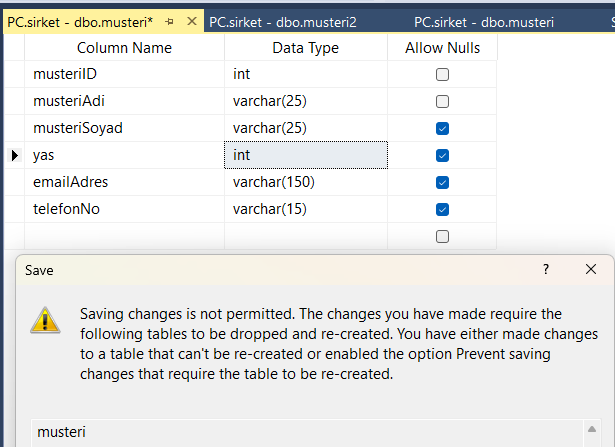 PC.sirket - dbo.musteri* PC.sirket - dbo.musteri2 PC.sirket - dbo.musteri
Column Name Data Type Allow Nulls
musteriID int
musteriAdi varchar(25)
musteriSoyad varchar(25)
yas int
emailAdres varchar(150)
telefonNo varchar(15)
Save ?
Saving changes is not permitted. The changes you have made require the
following tables to be dropped and re-created. You have either made changes
to a table that can't be re-created or enabled the option Prevent saving
changes that require the table to be re-created.
musteri